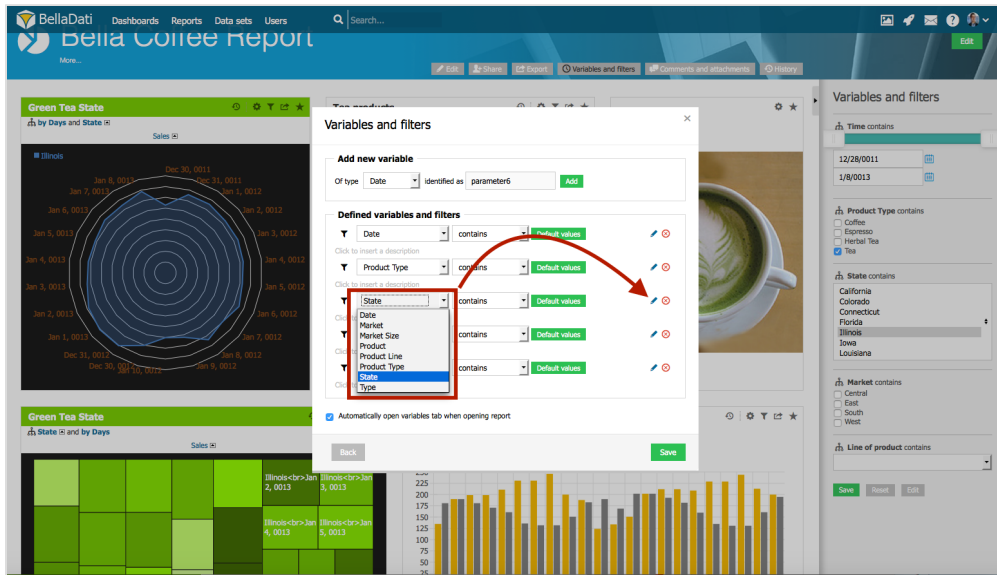 BellaDati Dashboards Reports Data sets Users Search...
Bella Coffee Report
More...
Edit
Edit Share Export Variables and filters Comments and attachments History
Green Tea State
by Days and State
Sales
Illinois
Dec 30, 0011
Dec 31, 0011
Jan 1, 0012
Jan 2, 0012
Jan 3, 0012
Jan 4, 0012
Jan 5, 0012
Jan 6, 0012
Jan 7, 0012
Jan 8, 0012
Jan 9, 0012
Jan 10, 0012
Dec 30, 0012
Dec 31, 0012
Jan 1, 0013
Jan 2, 0013
Jan 3, 0013
Jan 4, 0013
Jan 5, 0013
Jan 6, 0013
Jan 7, 0013
Jan 8, 0013
Variables and filters
Add new variable
Of type Date identified as parameter6 Add
Defined variables and filters
Date contains Default values
Click to insert a description
Product Type contains Default values
Click to insert a description
State contains Default values
Date
Market
Market Size
Product
Product Line
Product Type
State
Type
contains Default values
contains Default values
Automatically open variables tab when opening report
Back Save
Variables and filters
Time contains
12/28/0011
1/8/0013
Product Type contains
Coffee
Espresso
Herbal Tea
Tea
State contains
California
Colorado
Connecticut
Florida
Illinois
Iowa
Louisiana
Market contains
Central
East
South
West
Line of product contains
Save Reset Edit
Green Tea State
State and by Days
Sales
Illinois<br>Jan 2, 0013
Illinois<br>Jan 3, 0013
Illinois<br>Jan 4, 0013
Illinois<br>Jan 5, 0013
225
200
175
150
125
100
75
50